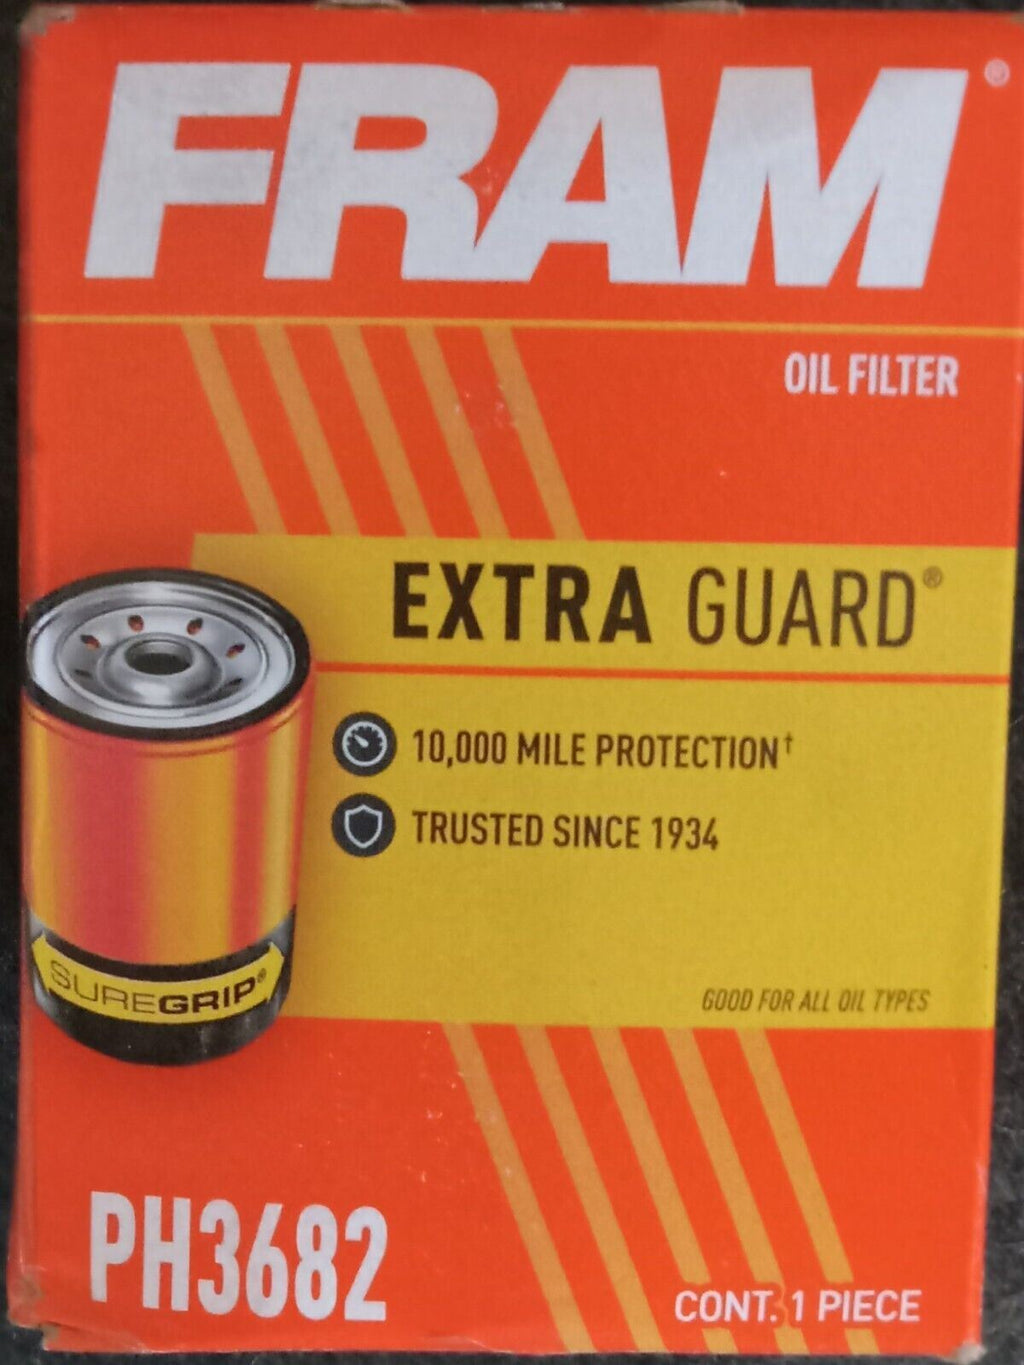 FRAM®
OIL FILTER
EXTRA GUARD®
10,000 MILE PROTECTION†
TRUSTED SINCE 1934
SUREGRIP®
GOOD FOR ALL OIL TYPES
PH3682
CONT. 1 PIECE